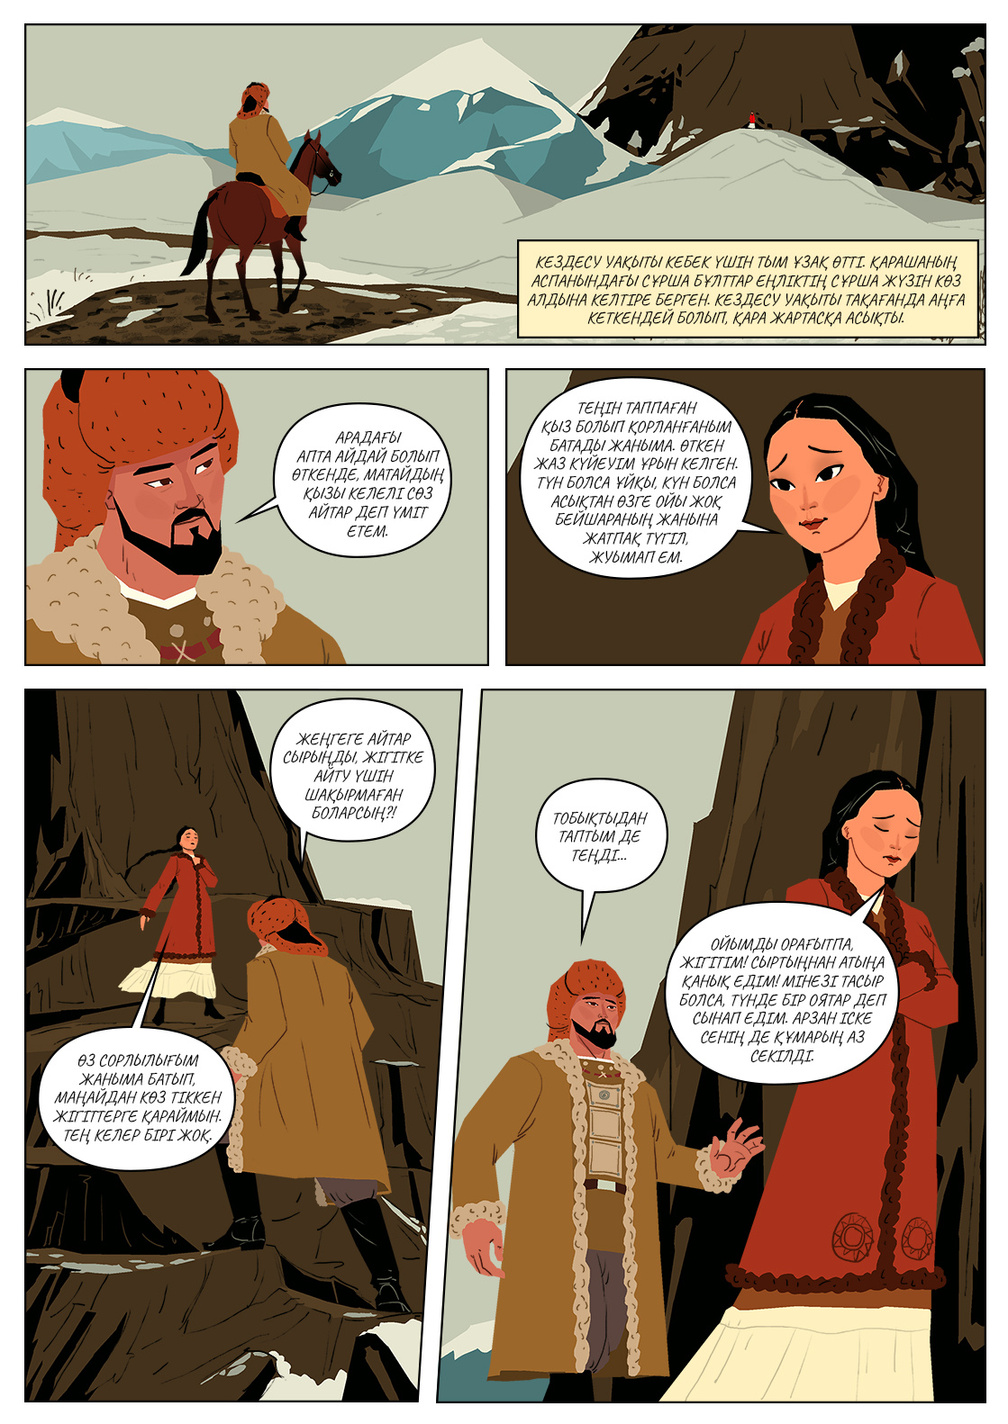 КЕЗДЕСУ УАҚЫТЫ КЕБЕК ҮШІН ТЫМ ҰЗАҚ ӨТТІ. ҚАРАШАНЫҢ
АСПАНЫНДАҒЫ СҰРША БҰЛТТАР ЕҢЛІКТІҢ СҰРША ЖҮЗІН КӨЗ
АЛДЫНА КЕЛТІРЕ БЕРГЕН. КЕЗДЕСУ УАҚЫТЫ ТАҚАҒАНДА АҢҒА
КЕТКЕНДЕЙ БОЛЫП, ҚАРА ЖАРТАСҚА АСЫҚТЫ.
АРАДАҒЫ
АПТА АЙДАЙ БОЛЫП
ӨТКЕНДЕ, МАТАЙДЫҢ
ҚЫЗЫ КЕЛЕЛІ СӨЗ
АЙТАР ДЕП ҮМІТ
ЕТЕМ.
ТЕҢІН ТАППАҒАН
ҚЫЗ БОЛЫП ҚОРЛАНҒАНЫМ
БАТАДЫ ЖАНЫМА. ӨТКЕН
ЖАЗ КҮЙЕУІМ ҰРЫН КЕЛГЕН.
ТҮН БОЛСА ҰЙҚЫ, КҮН БОЛСА
АСЫҚТАН ӨЗГЕ ОЙЫ ЖОҚ
БЕЙШАРАНЫҢ ЖАНЫНА
ЖАТПАҚ ТҮГІЛ,
ЖУЫМАП ЕМ.
ЖЕҢГЕГЕ АЙТАР
СЫРЫҢДЫ, ЖІГІТКЕ
АЙТУ ҮШІН
ШАҚЫРМАҒАН
БОЛАРСЫҢ?!
ӨЗ СОРЛЫЛЫҒЫМ
ЖАНЫМА БАТЫП,
МАҢАЙДАН КӨЗ ТІККЕН
ЖІГІТТЕРГЕ ҚАРАЙМЫН.
ТЕҢ КЕЛЕР БІРІ ЖОҚ.
ТОБЫҚТЫДАН
ТАПТЫМ ДЕ
ТЕҢДІ...
ОЙЫМДЫ ОРАҒЫТПА,
ЖІГІТІМ! СЫРТЫҢНАН АТЫҢА
ҚАНЫҚ ЕДІМ! МІНЕЗІ ТАСЫР
БОЛСА, ТҮНДЕ БІР ОЯТАР ДЕП
СЫНАП ЕДІМ. АРЗАН ІСКЕ
СЕНІҢ ДЕ ҚҰМАРЫҢ АЗ
СЕКІЛДІ.